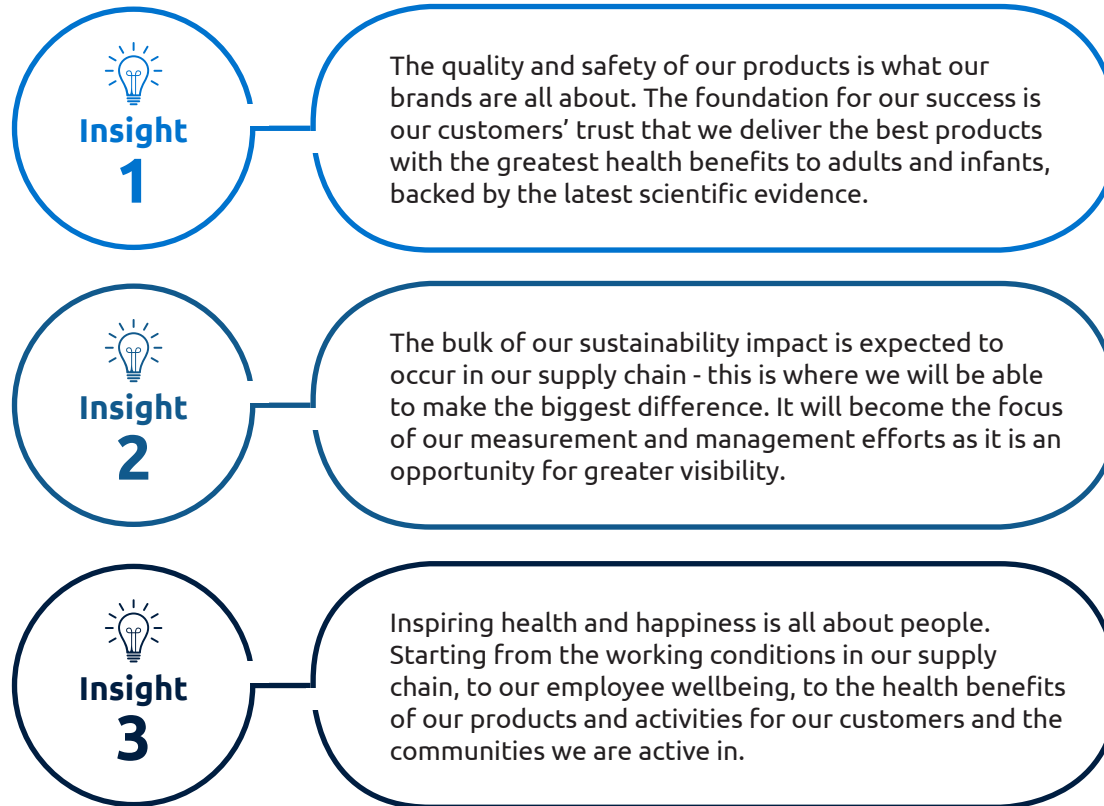 Insight
1
The quality and safety of our products is what our
brands are all about. The foundation for our success is
our customers’ trust that we deliver the best products
with the greatest health benefits to adults and infants,
backed by the latest scientific evidence.
Insight
2
The bulk of our sustainability impact is expected to
occur in our supply chain - this is where we will be able
to make the biggest difference. It will become the focus
of our measurement and management efforts as it is an
opportunity for greater visibility.
Insight
3
Inspiring health and happiness is all about people.
Starting from the working conditions in our supply
chain, to our employee wellbeing, to the health benefits
of our products and activities for our customers and the
communities we are active in.